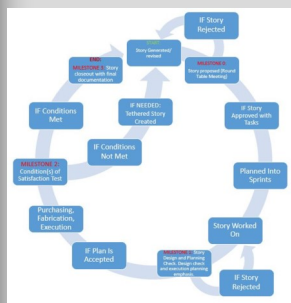 START
Story Generated/
revised
IF Story
Rejected
MILESTONE 0:
Story proposed (Round
Table Meeting)
IF Story
Approved with
Tasks
Planned Into
Sprints
Story Worked
On
IF Story
Rejected
Story
Design and Planning
Check. Design check
and execution planning
emphasis.
IF Plan Is
Accepted
Purchasing,
Fabrication,
Execution
MILESTONE 2:
Condition(s) of
Satisfaction Test
IF Conditions
Not Met
IF NEEDED:
Tethered Story
Created
IF Conditions
Met
END
MILESTONE 3: Story
closeout with final
documentation